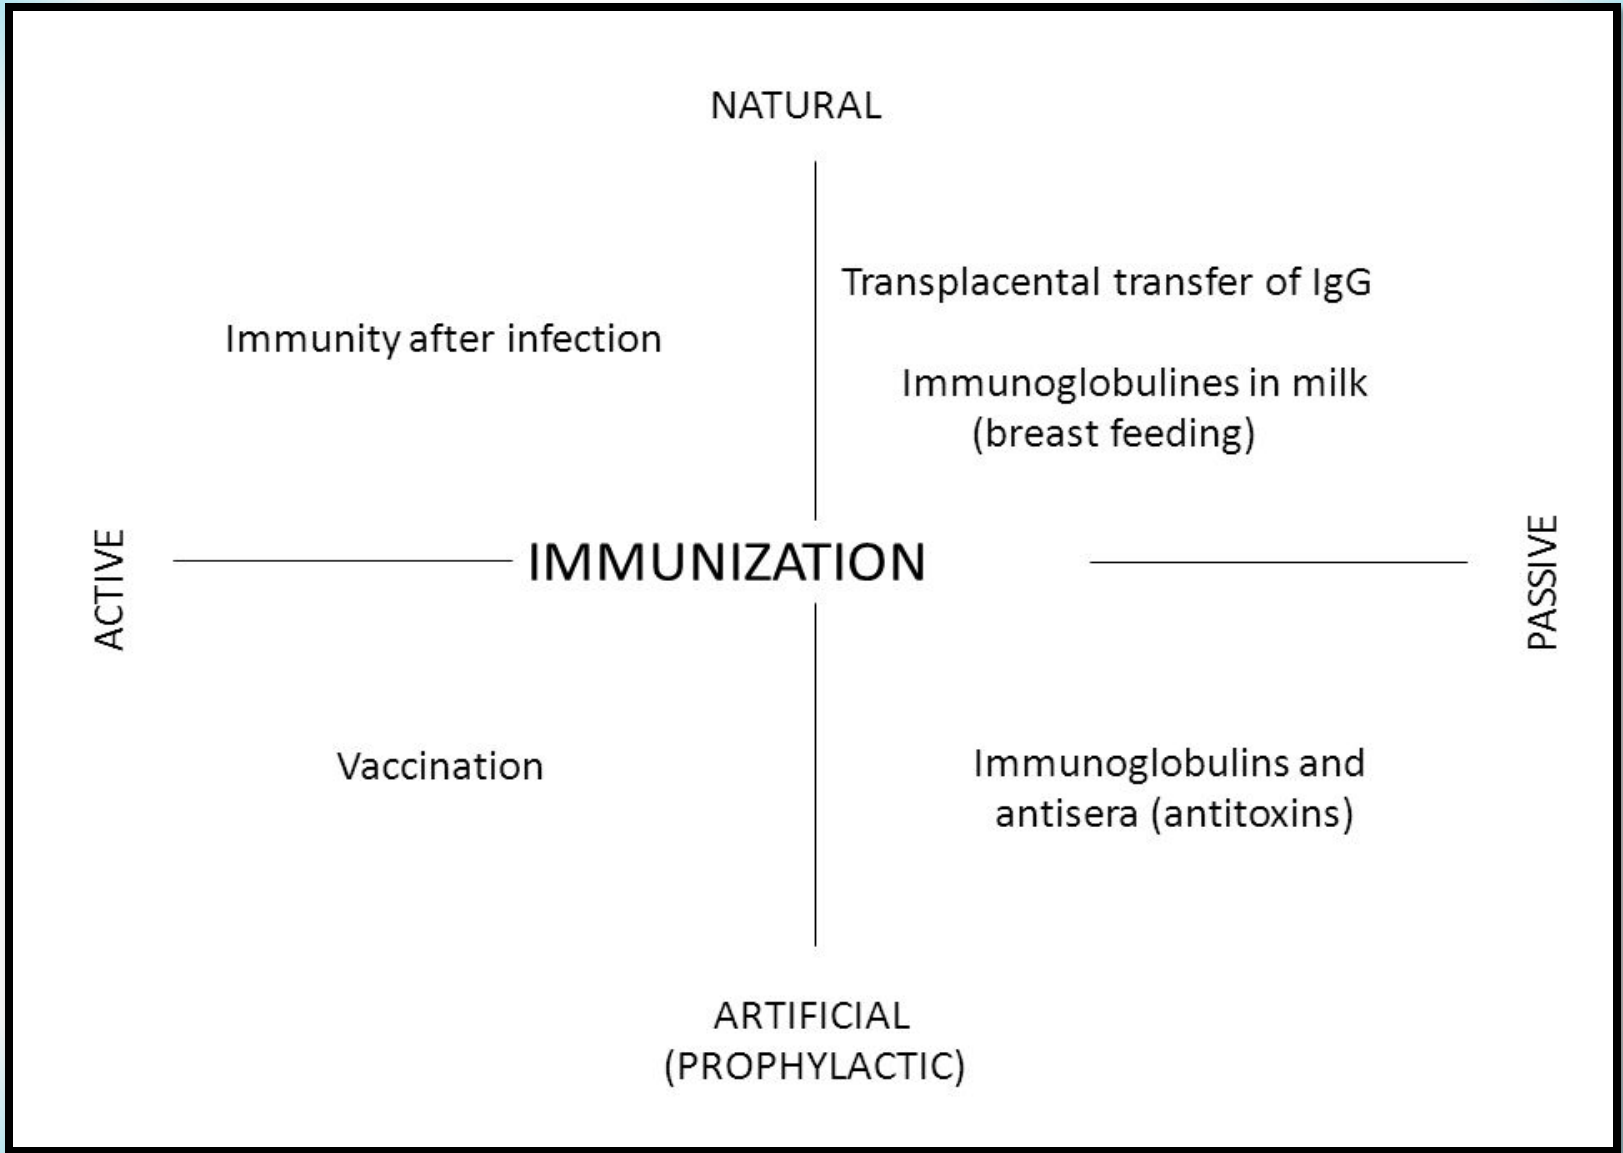 NATURAL
Transplacental transfer of IgG
Immunity after infection
Immunoglobulines in milk
(breast feeding)
ACTIVE
IMMUNIZATION
PASSIVE
Vaccination
Immunoglobulins and
antisera (antitoxins)
ARTIFICIAL
(PROPHYLACTIC)